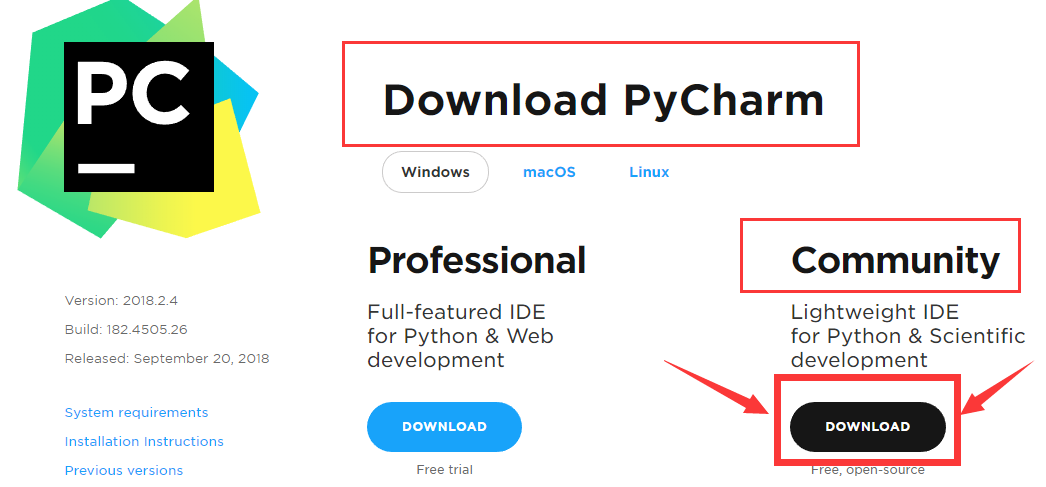 PC
Download PyCharm
Windows
macOS
Linux
Professional
Full-featured IDE
for Python & Web
development
DOWNLOAD
Free trial
Community
Lightweight IDE
for Python & Scientific
development
DOWNLOAD
Free, open-source
Version: 2018.2.4
Build: 182.4505.26
Released: September 20, 2018
System requirements
Installation Instructions
Previous versions